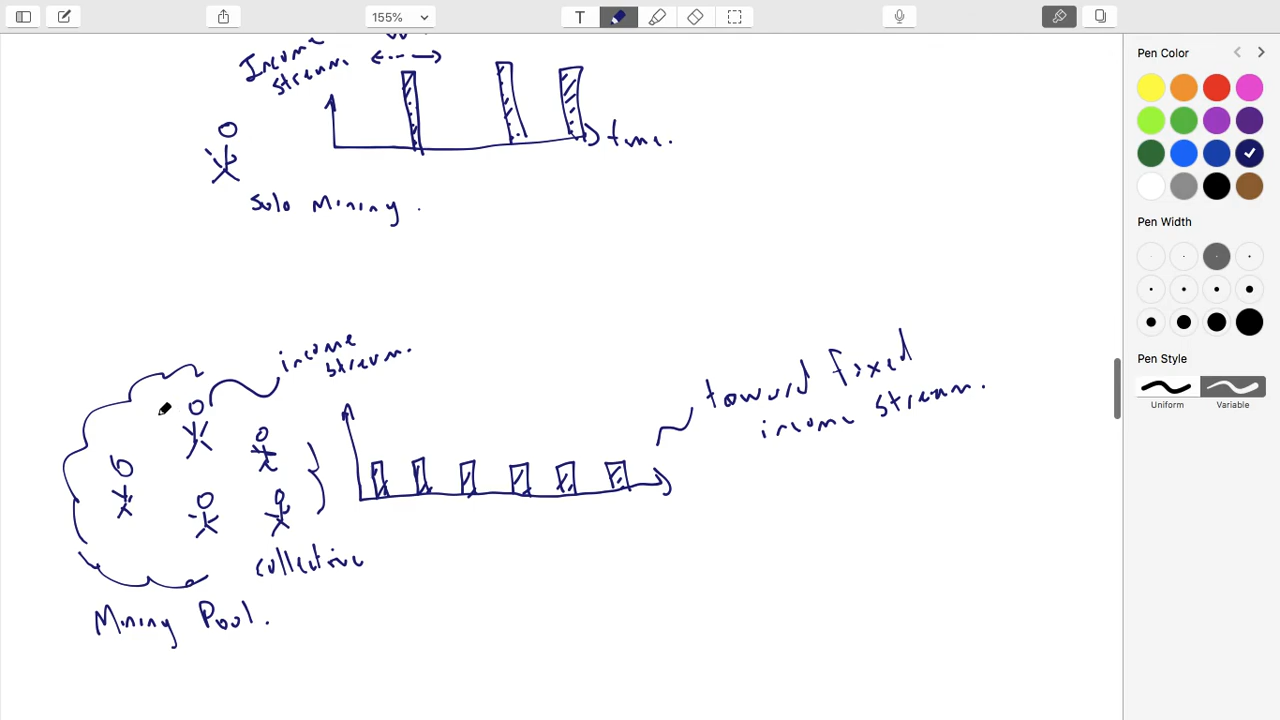 155%
T
Income
stream.
time.
Solo Mining.
income
stream.
toward fixed
income stream.
collective
Mining Pool.
Pen Color
Pen Width
Pen Style
Uniform
Variable